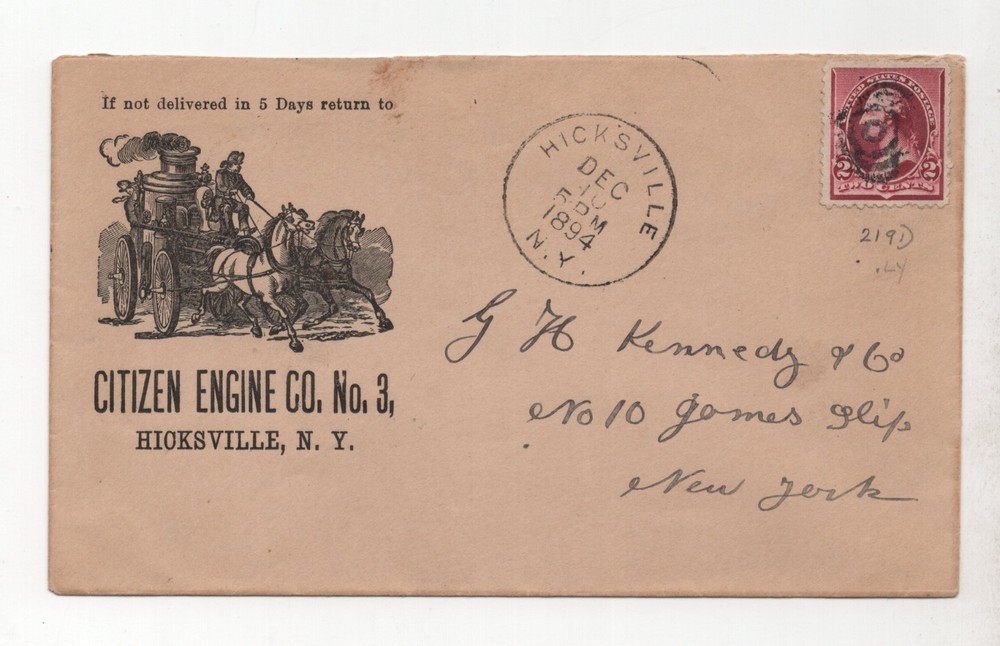 If not delivered in 5 Days return to
CITIZEN ENGINE CO. No. 3,
HICKSVILLE, N. Y.
HICKSVILLE
DEC
5 PM
1894
N.Y.
UNITED STATES POSTAGE
2 2
TWO CENTS
219D
G H Kennedy & Co
No 10 James Slip
New York